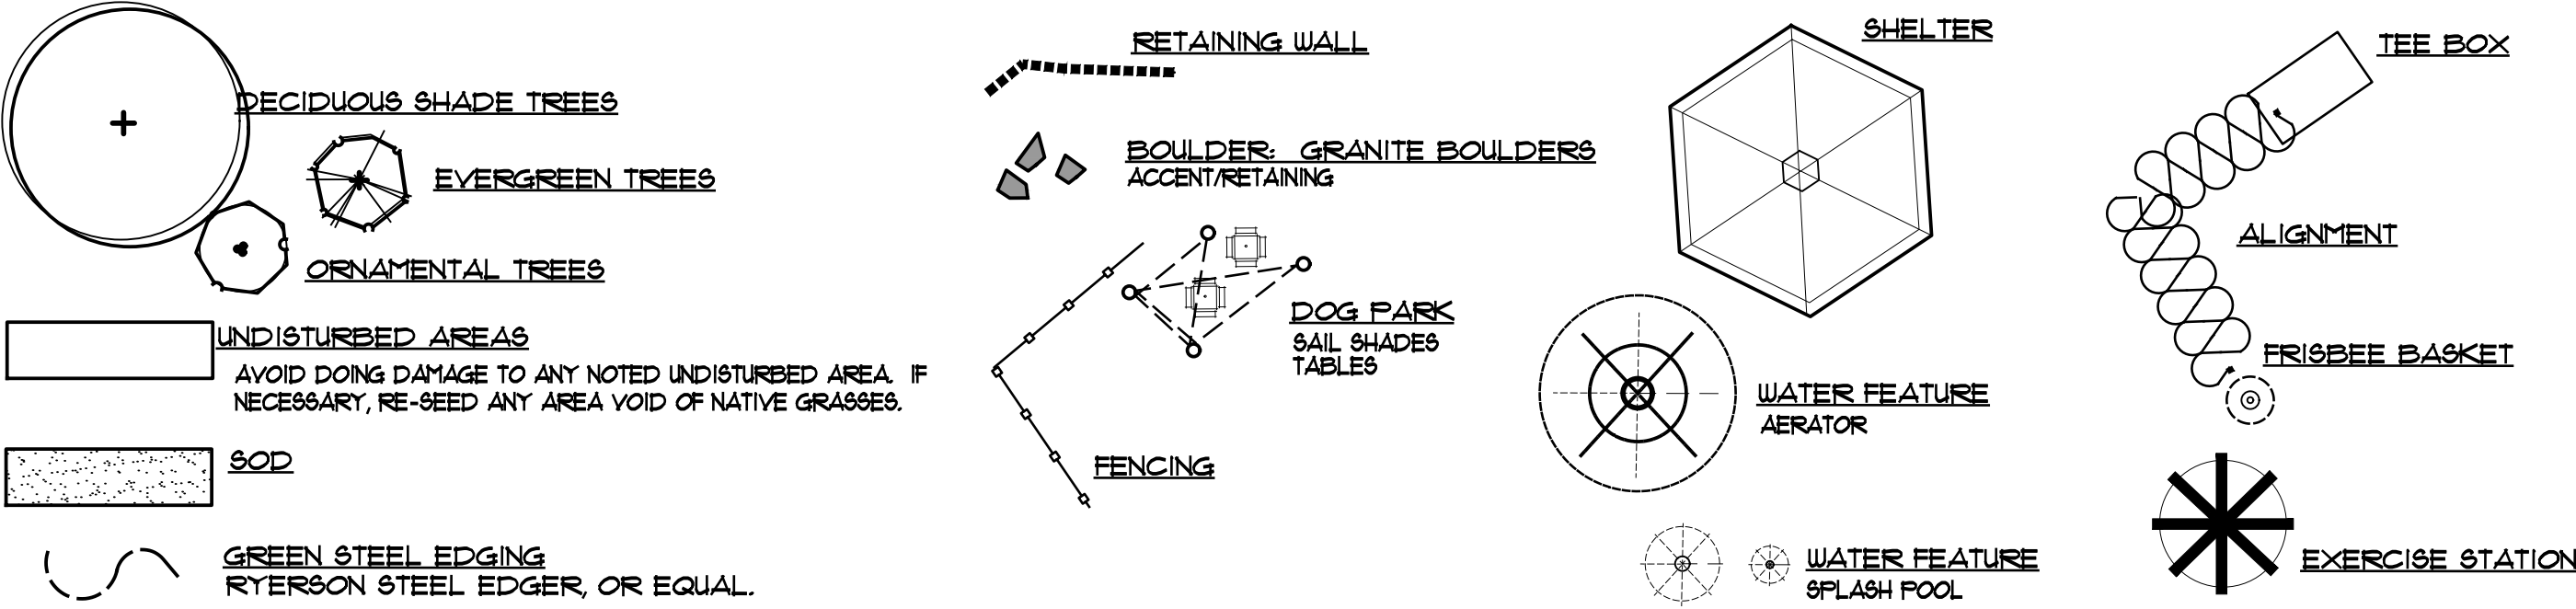 DECIDUOUS SHADE TREES
EVERGREEN TREES
ORNAMENTAL TREES
UNDISTURBED AREAS
AVOID DOING DAMAGE TO ANY NOTED UNDISTURBED AREA. IF
NECESSARY, RE-SEED ANY AREA VOID OF NATIVE GRASSES.
SOD
GREEN STEEL EDGING
RYERSON STEEL EDGER, OR EQUAL.
RETAINING WALL
BOULDER: GRANITE BOULDERS
ACCENT/RETAINING
DOG PARK
SAIL SHADES
TABLES
FENCING
SHELTER
WATER FEATURE
AERATOR
WATER FEATURE
SPLASH POOL
TEE BOX
ALIGNMENT
FRISBEE BASKET
EXERCISE STATION